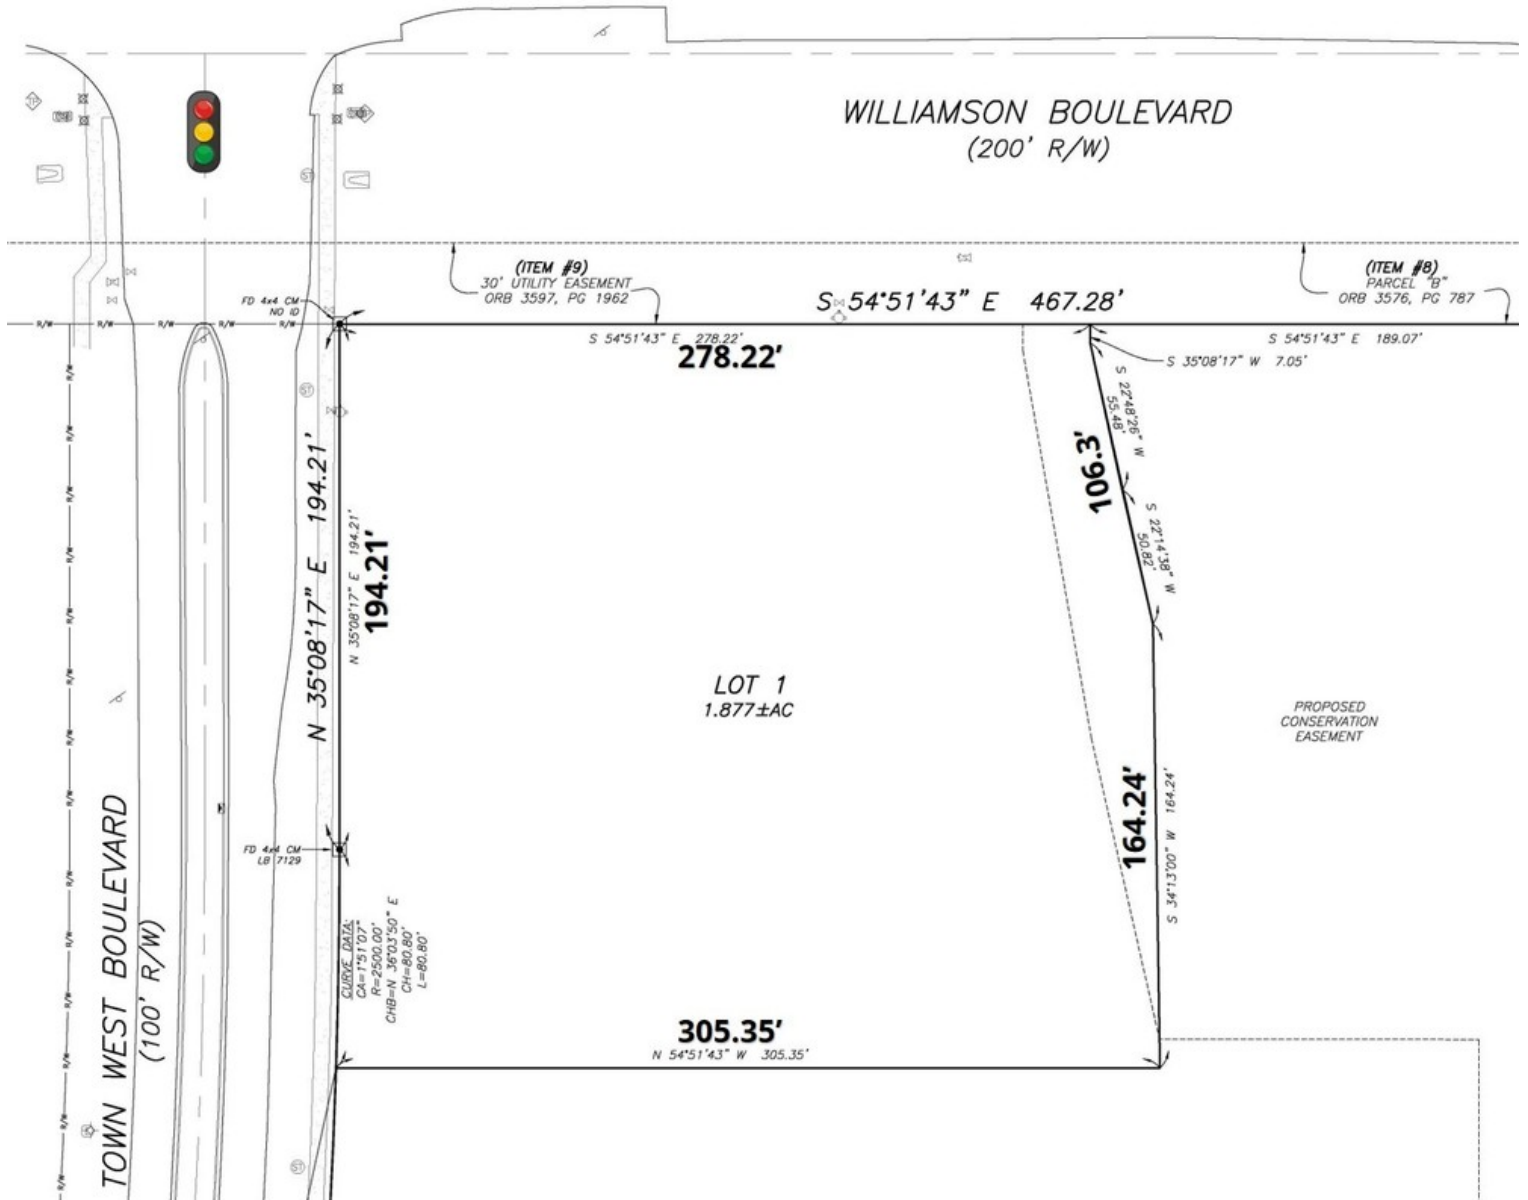 WILLIAMSON BOULEVARD
(200' R/W)
(ITEM #9)
30' UTILITY EASEMENT
ORB 3597, PG 1962
(ITEM #8)
PARCEL "B"
ORB 3576, PG 787
FD 4x4 CM
NO ID
S 54°51'43" E 467.28'
R/W R/W R/W R/W
S 54°51'43" E 278.22'
278.22'
S 54°51'43" E 189.07'
S 35°08'17" W 7.05'
S 22°48'26" W
55.48'
106.3'
S 22°14'38" W
50.82'
N 35°08'17" E 194.21'
N 35°08'17" E 194.21'
194.21'
ST
ST
LOT 1
1.877±AC
PROPOSED
CONSERVATION
EASEMENT
164.24'
S 34°13'00" W 164.24'
FD 4x4 CM
LB 7129
CURVE DATA:
CA=1°51'07"
R=2500.00'
CHB=N 36°03'50" E
CH=80.80'
L=80.80'
TOWN WEST BOULEVARD
(100' R/W)
305.35'
N 54°51'43" W 305.35'
ST
R/W
R/W
R/W
R/W
R/W
R/W
R/W
R/W
R/W
R/W
R/W
R/W
R/W
R/W